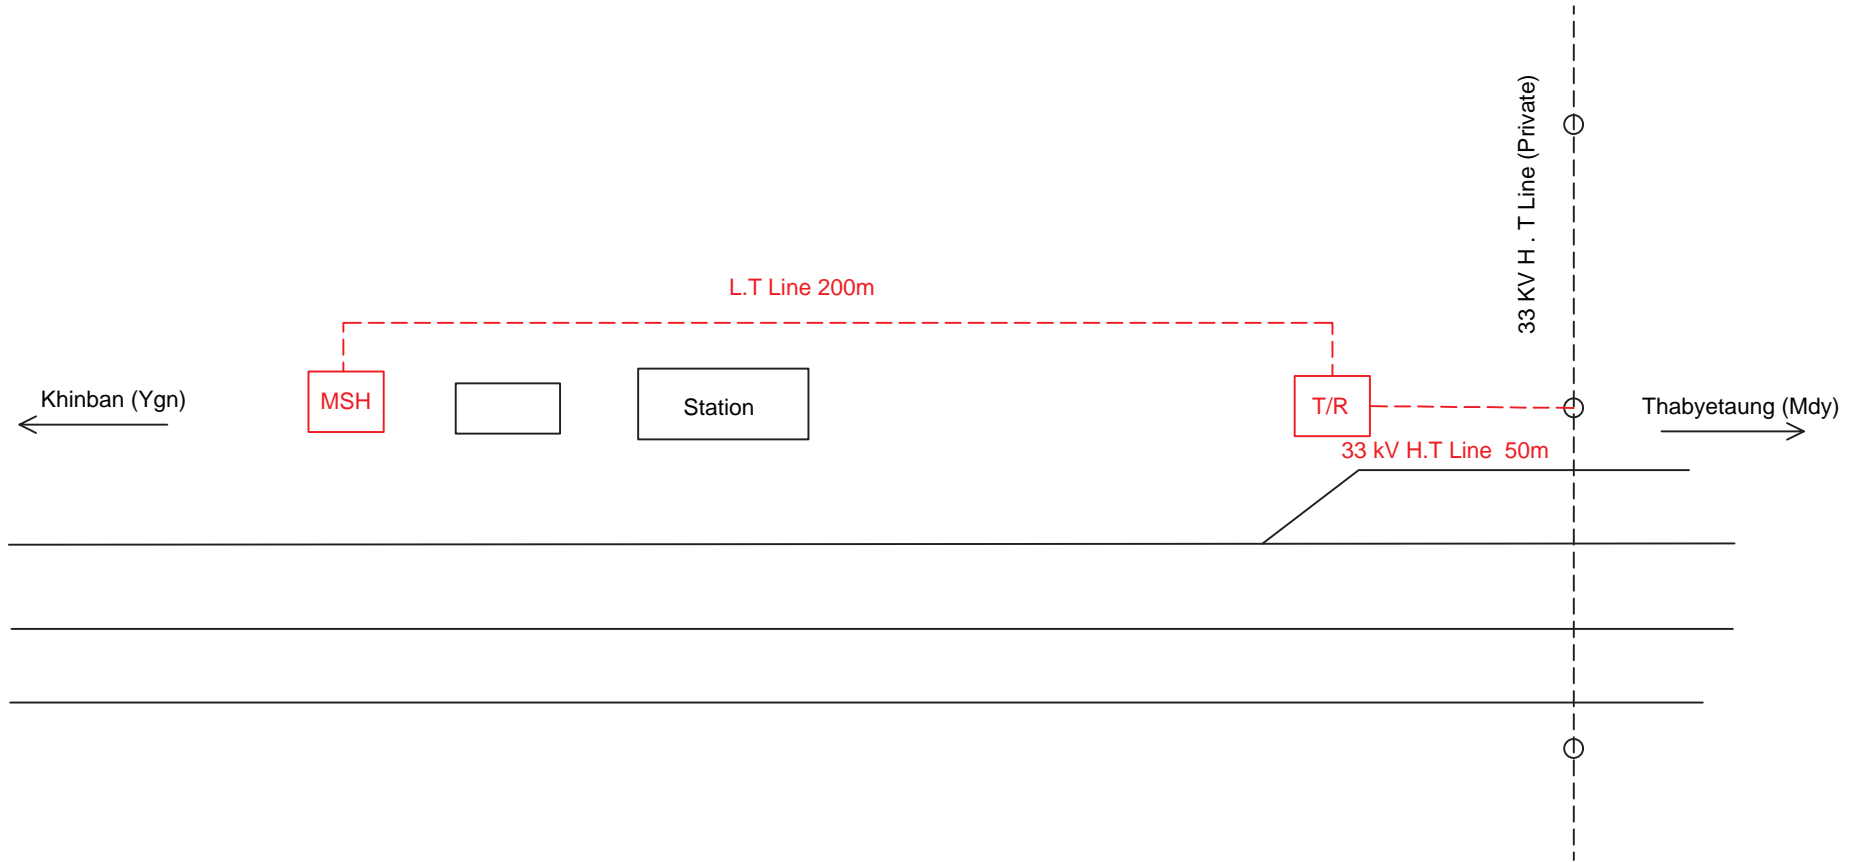 33 KV H . T Line (Private)
L.T Line 200m
Khinban (Ygn)
MSH
Station
T/R
Thabyetaung (Mdy)
33 kV H.T Line  50m